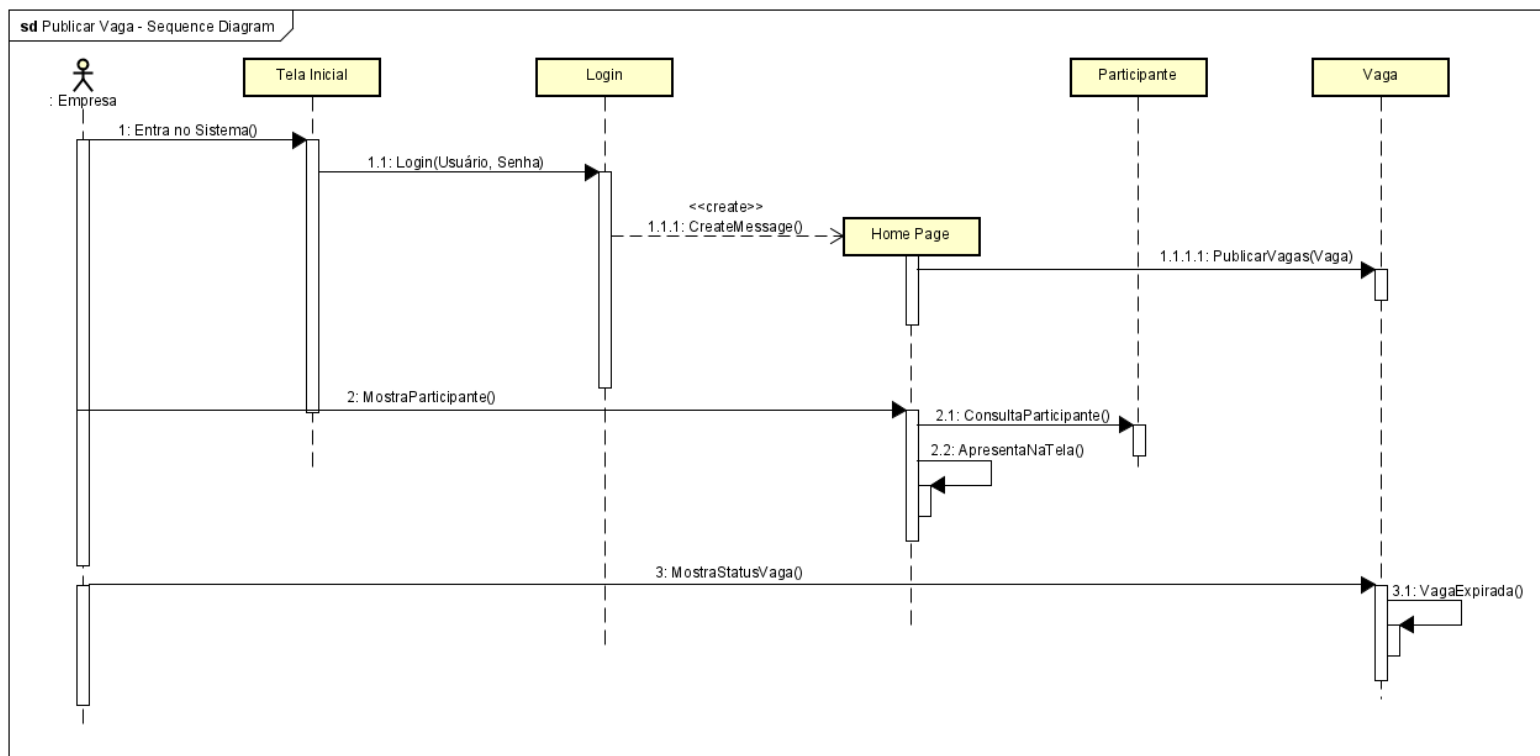 sd Publicar Vaga - Sequence Diagram
: Empresa
Tela Inicial
Login
Participante
Vaga
1: Entra no Sistema()
1.1: Login(Usuário, Senha)
<<create>>
1.1.1: CreateMessage()
Home Page
1.1.1.1: PublicarVagas(Vaga)
2: MostraParticipante()
2.1: ConsultaParticipante()
2.2: ApresentaNaTela()
3: MostraStatusVaga()
3.1: VagaExpirada()